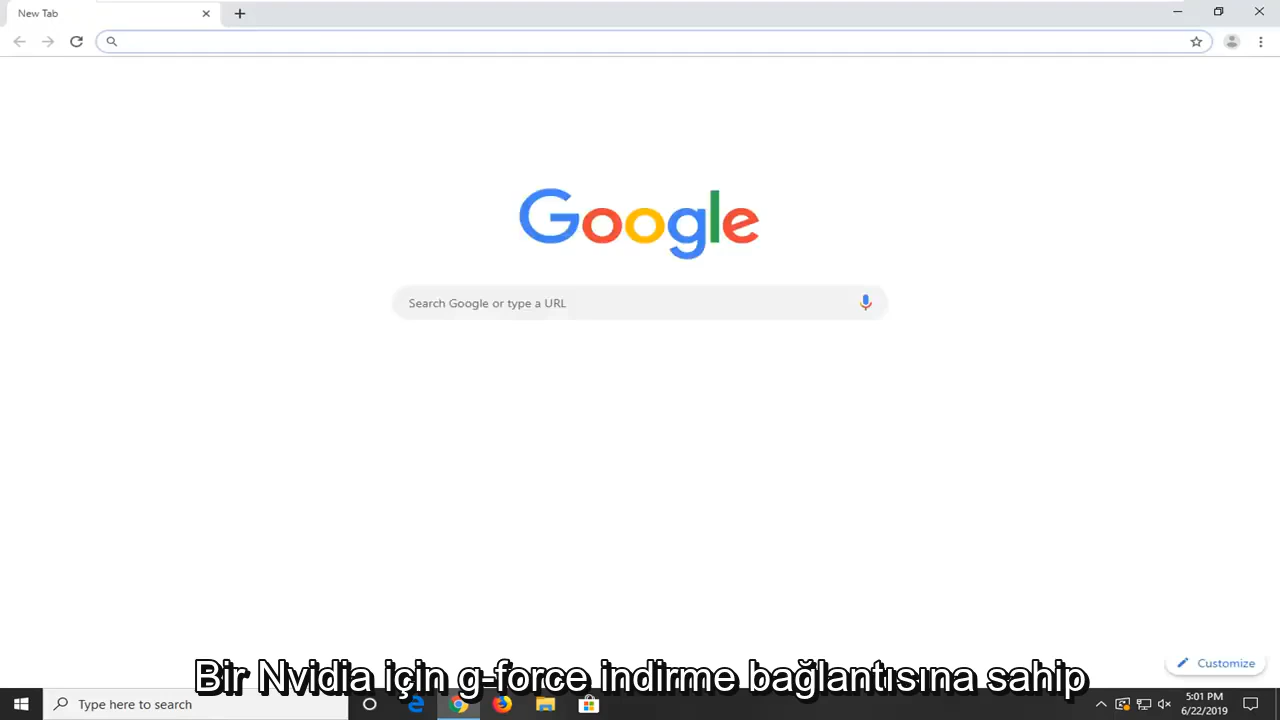 New Tab
Google
Search Google or type a URL
Customize
Bir Nvidia için g-force indirme bağlantısına sahip
Type here to search
5:01 PM
6/22/2019